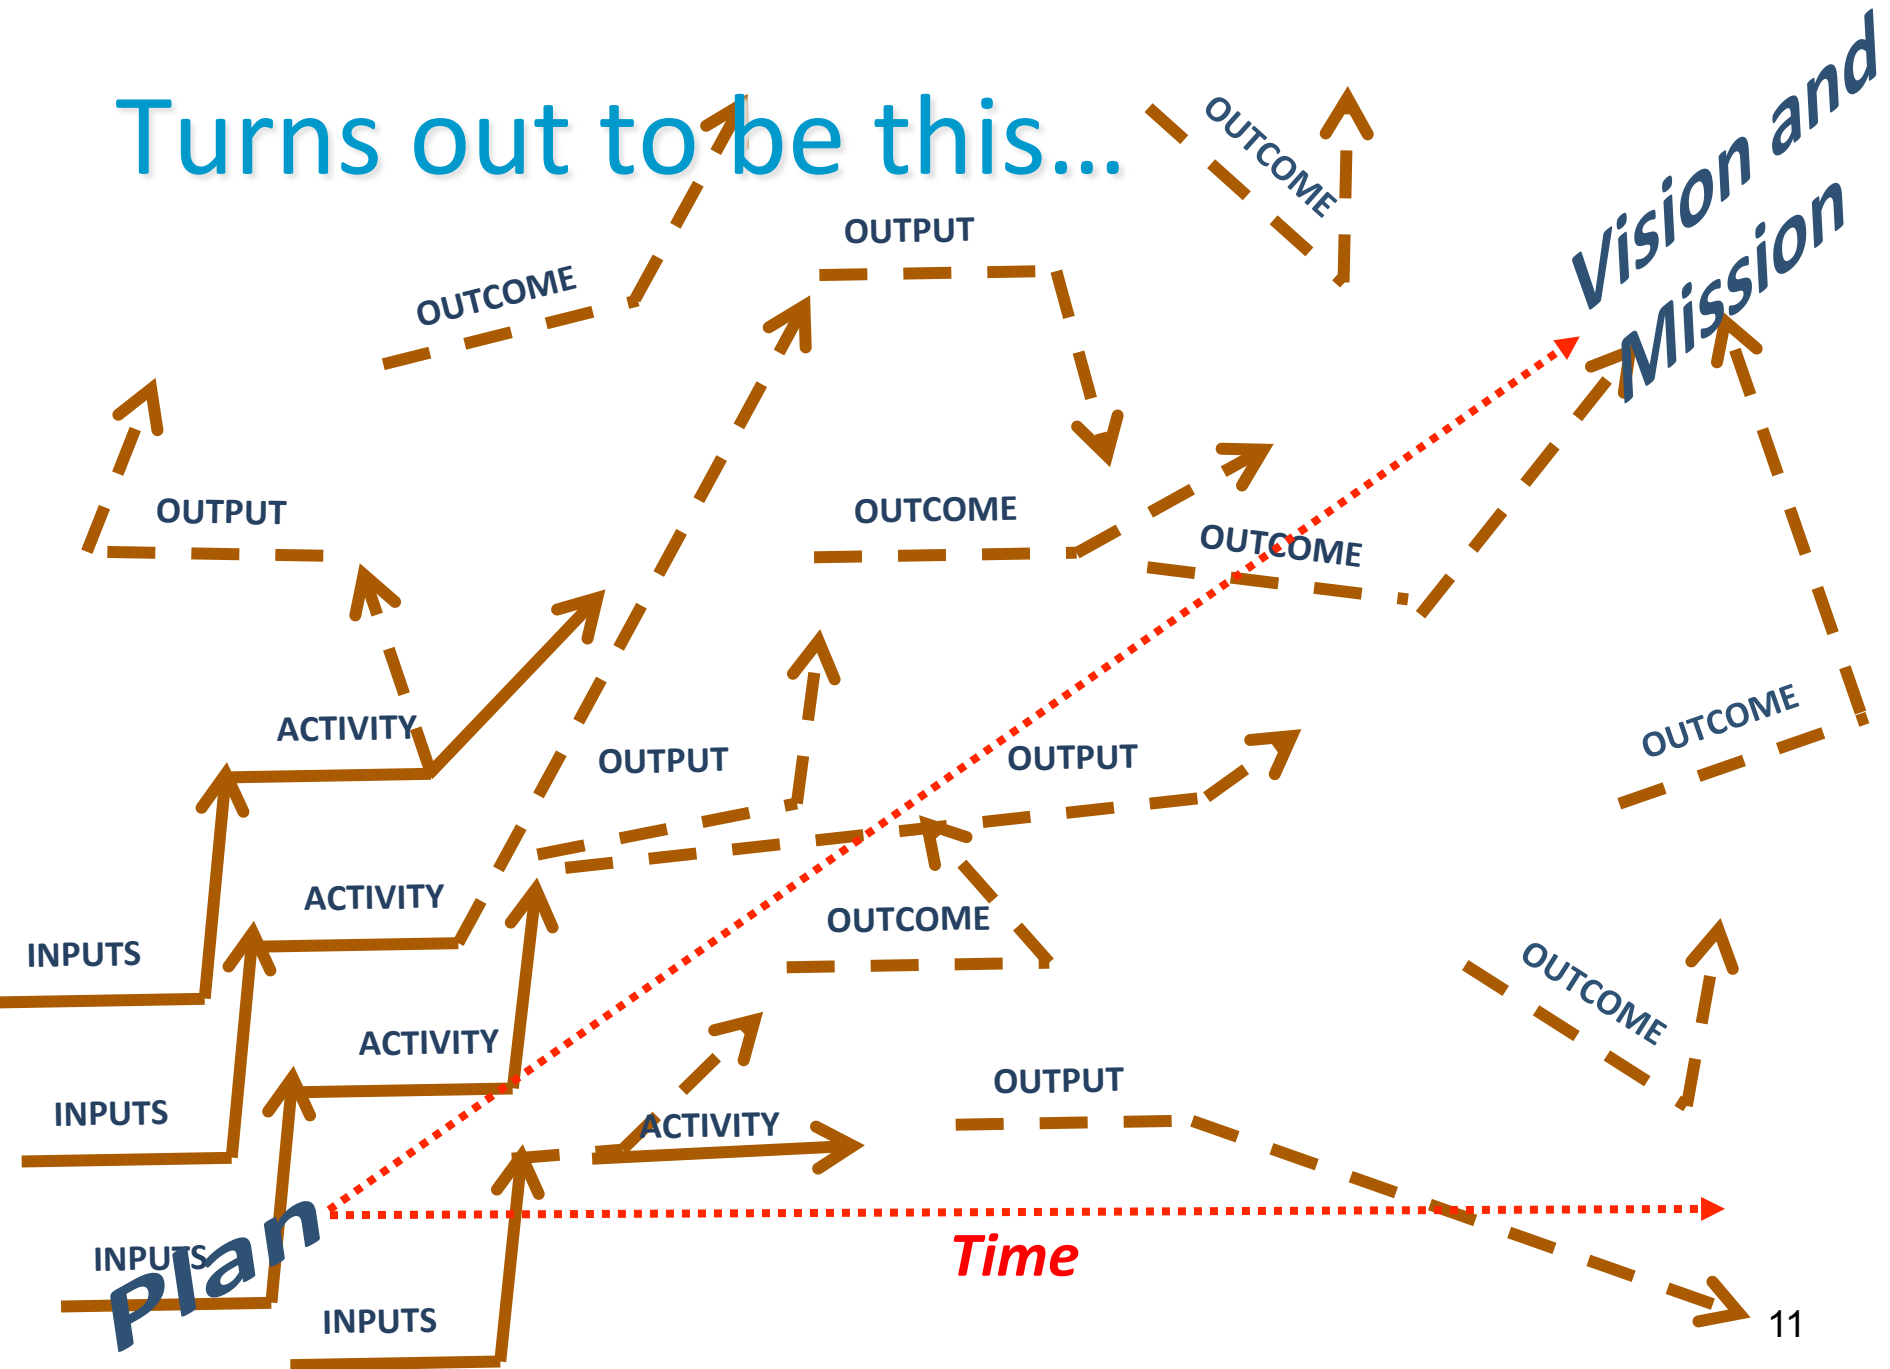 Turns out to be this...
OUTCOME
Vision and
Mission
OUTPUT
OUTCOME
OUTPUT
OUTCOME
OUTCOME
ACTIVITY
OUTPUT
OUTPUT
OUTCOME
ACTIVITY
OUTCOME
INPUTS
OUTCOME
ACTIVITY
OUTPUT
INPUTS
ACTIVITY
Plan
INPUTS
Time
INPUTS
11